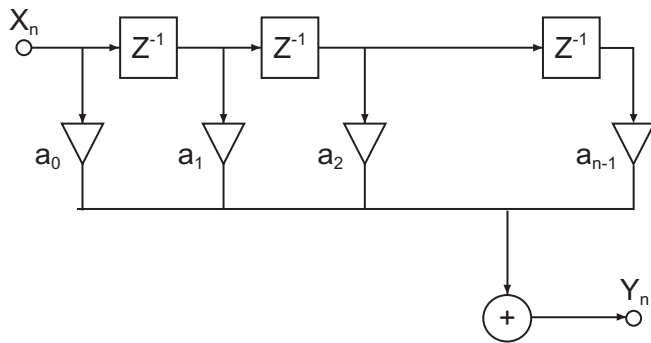 Xₙ
Z⁻¹ Z⁻¹ Z⁻¹
a₀ a₁ a₂ aₙ₋₁
Yₙ
+